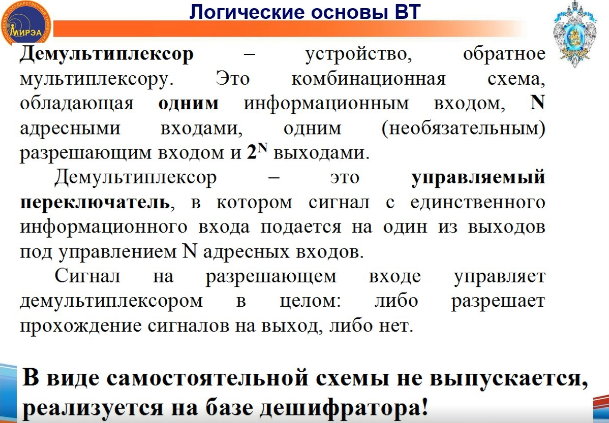 Логические основы ВТ
МИРЭА
Демультиплексор – устройство, обратное
мультиплексору. Это комбинационная схема,
обладающая одним информационным входом, N
адресными входами, одним (необязательным)
разрешающим входом и 2ᴺ выходами.
Демультиплексор – это управляемый
переключатель, в котором сигнал с единственного
информационного входа подается на один из выходов
под управлением N адресных входов.
Сигнал на разрешающем входе управляет
демультиплексором в целом: либо разрешает
прохождение сигналов на выход, либо нет.
В виде самостоятельной схемы не выпускается,
реализуется на базе дешифратора!